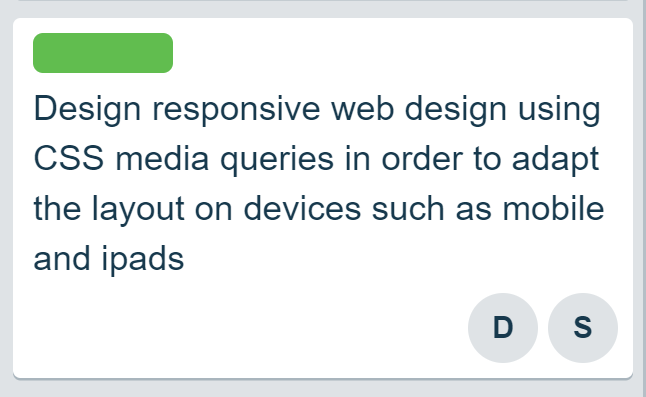 Design responsive web design using
CSS media queries in order to adapt
the layout on devices such as mobile
and ipads
D S